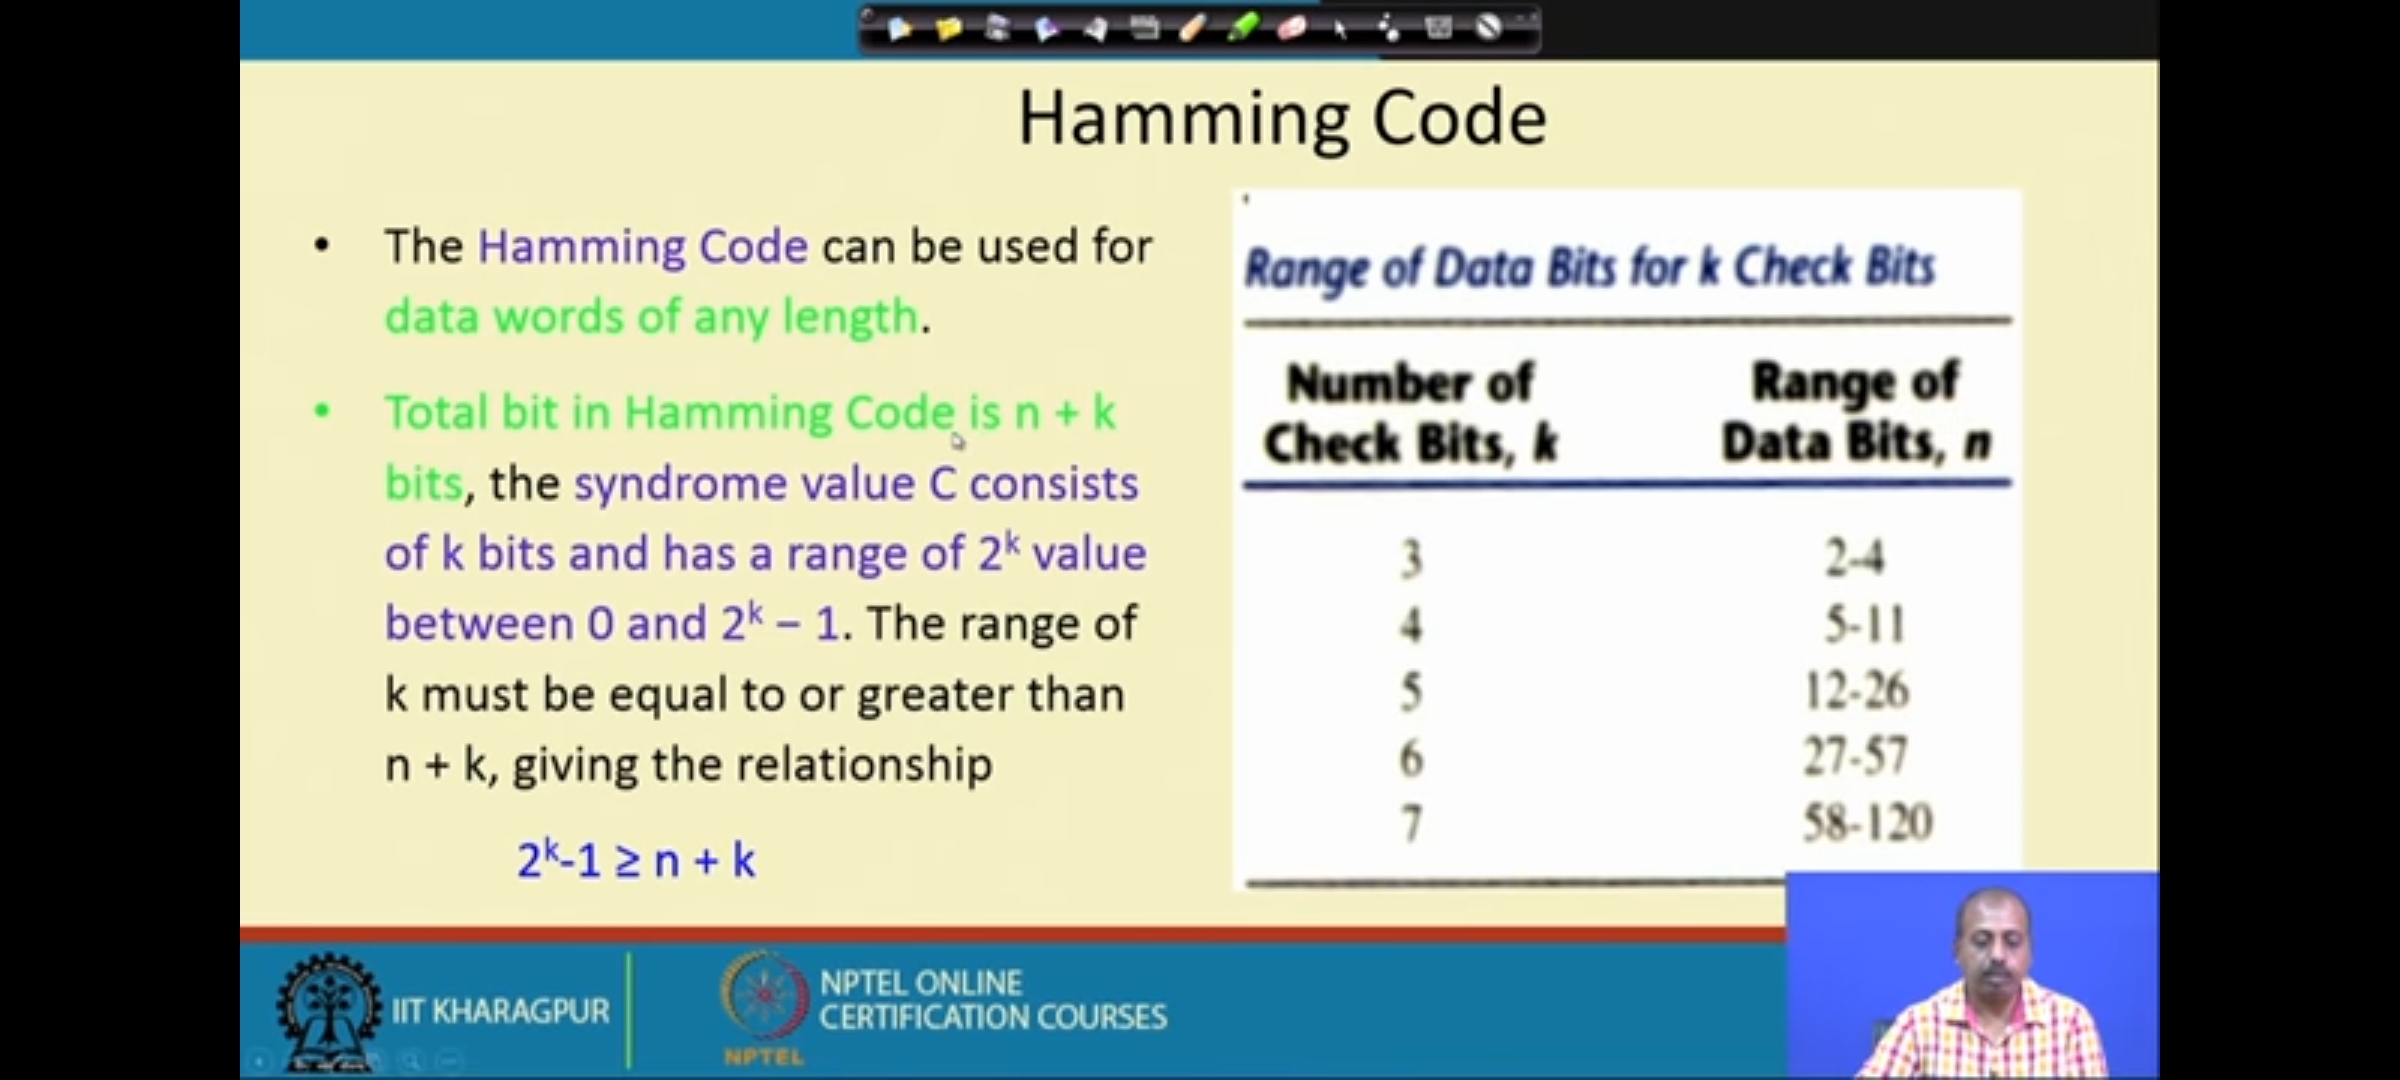 Hamming Code
• The Hamming Code can be used for
data words of any length.
• Total bit in Hamming Code is n + k
bits, the syndrome value C consists
of k bits and has a range of 2ᵏ value
between 0 and 2ᵏ – 1. The range of
k must be equal to or greater than
n + k, giving the relationship
2ᵏ-1 ≥ n + k
Range of Data Bits for k Check Bits
Number of Check Bits, k Range of Data Bits, n
3 2-4
4 5-11
5 12-26
6 27-57
7 58-120
IIT KHARAGPUR
NPTEL
NPTEL ONLINE
CERTIFICATION COURSES